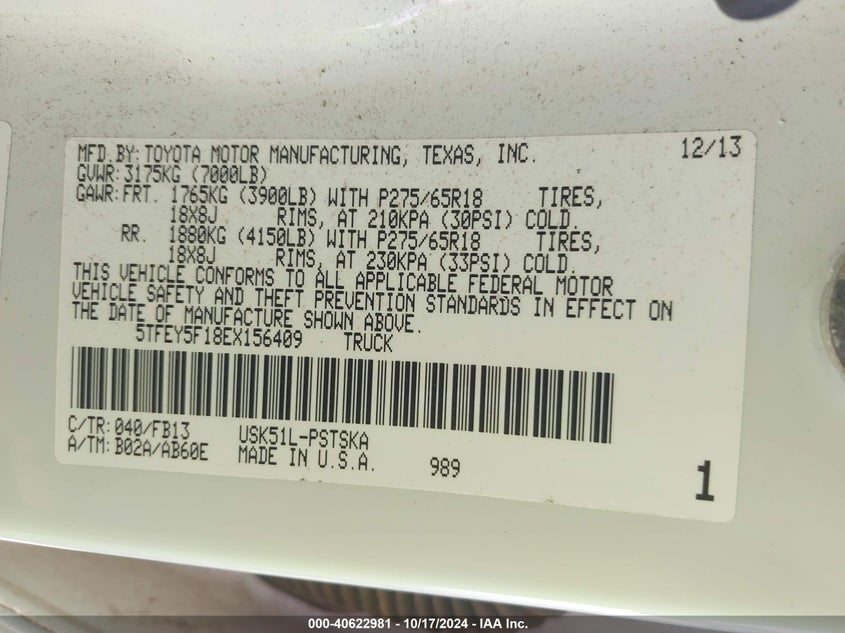 MFD.BY:TOYOTA MOTOR MANUFACTURING, TEXAS, INC. 12/13
GVWR:3175KG (7000LB)
GAWR:FRT. 1765KG (3900LB) WITH P275/65R18 TIRES,
18X8J RIMS, AT 210KPA (30PSI) COLD.
RR. 1880KG (4150LB) WITH P275/65R18 TIRES,
18X8J RIMS, AT 230KPA (33PSI) COLD.
THIS VEHICLE CONFORMS TO ALL APPLICABLE FEDERAL MOTOR
VEHICLE SAFETY AND THEFT PREVENTION STANDARDS IN EFFECT ON
THE DATE OF MANUFACTURE SHOWN ABOVE.
5TFEY5F18EX156409 TRUCK
C/TR:040/FB13 USK51L-PSTSKA
A/TM:B02A/AB60E MADE IN U.S.A. 989 1
000-40622981 - 10/17/2024 - IAA